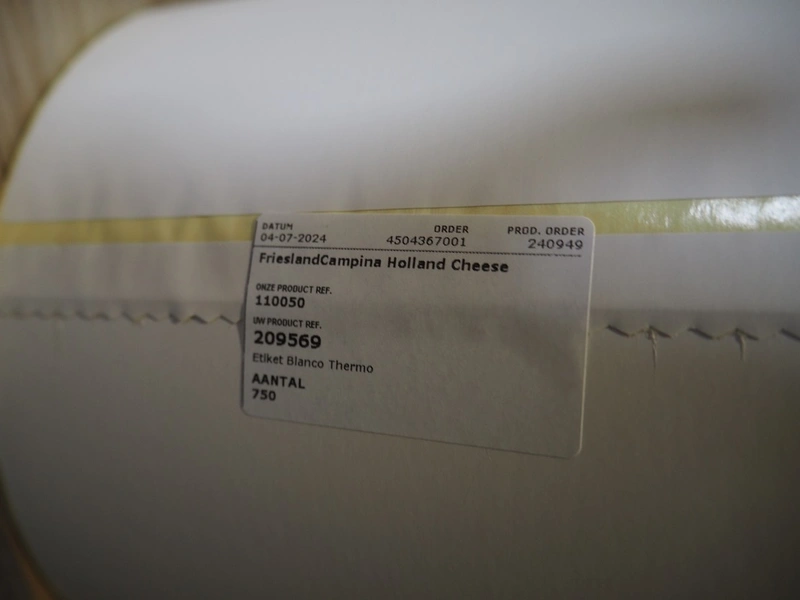 DATUM ORDER PROD. ORDER
04-07-2024 4504367001 240949
FrieslandCampina Holland Cheese
ONZE PRODUCT REF.
110050
UW PRODUCT REF.
209569
Etiket Blanco Thermo
AANTAL
750